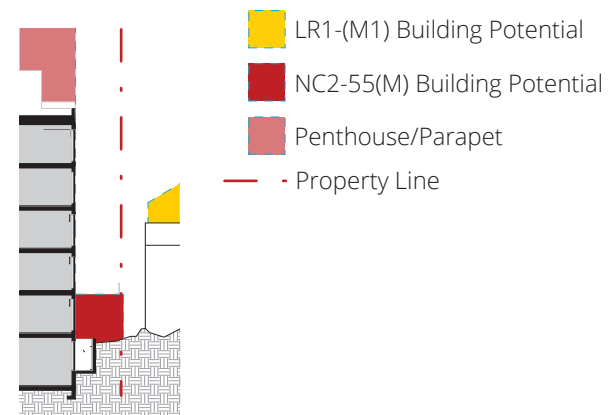 LR1-(M1) Building Potential
NC2-55(M) Building Potential
Penthouse/Parapet
Property Line